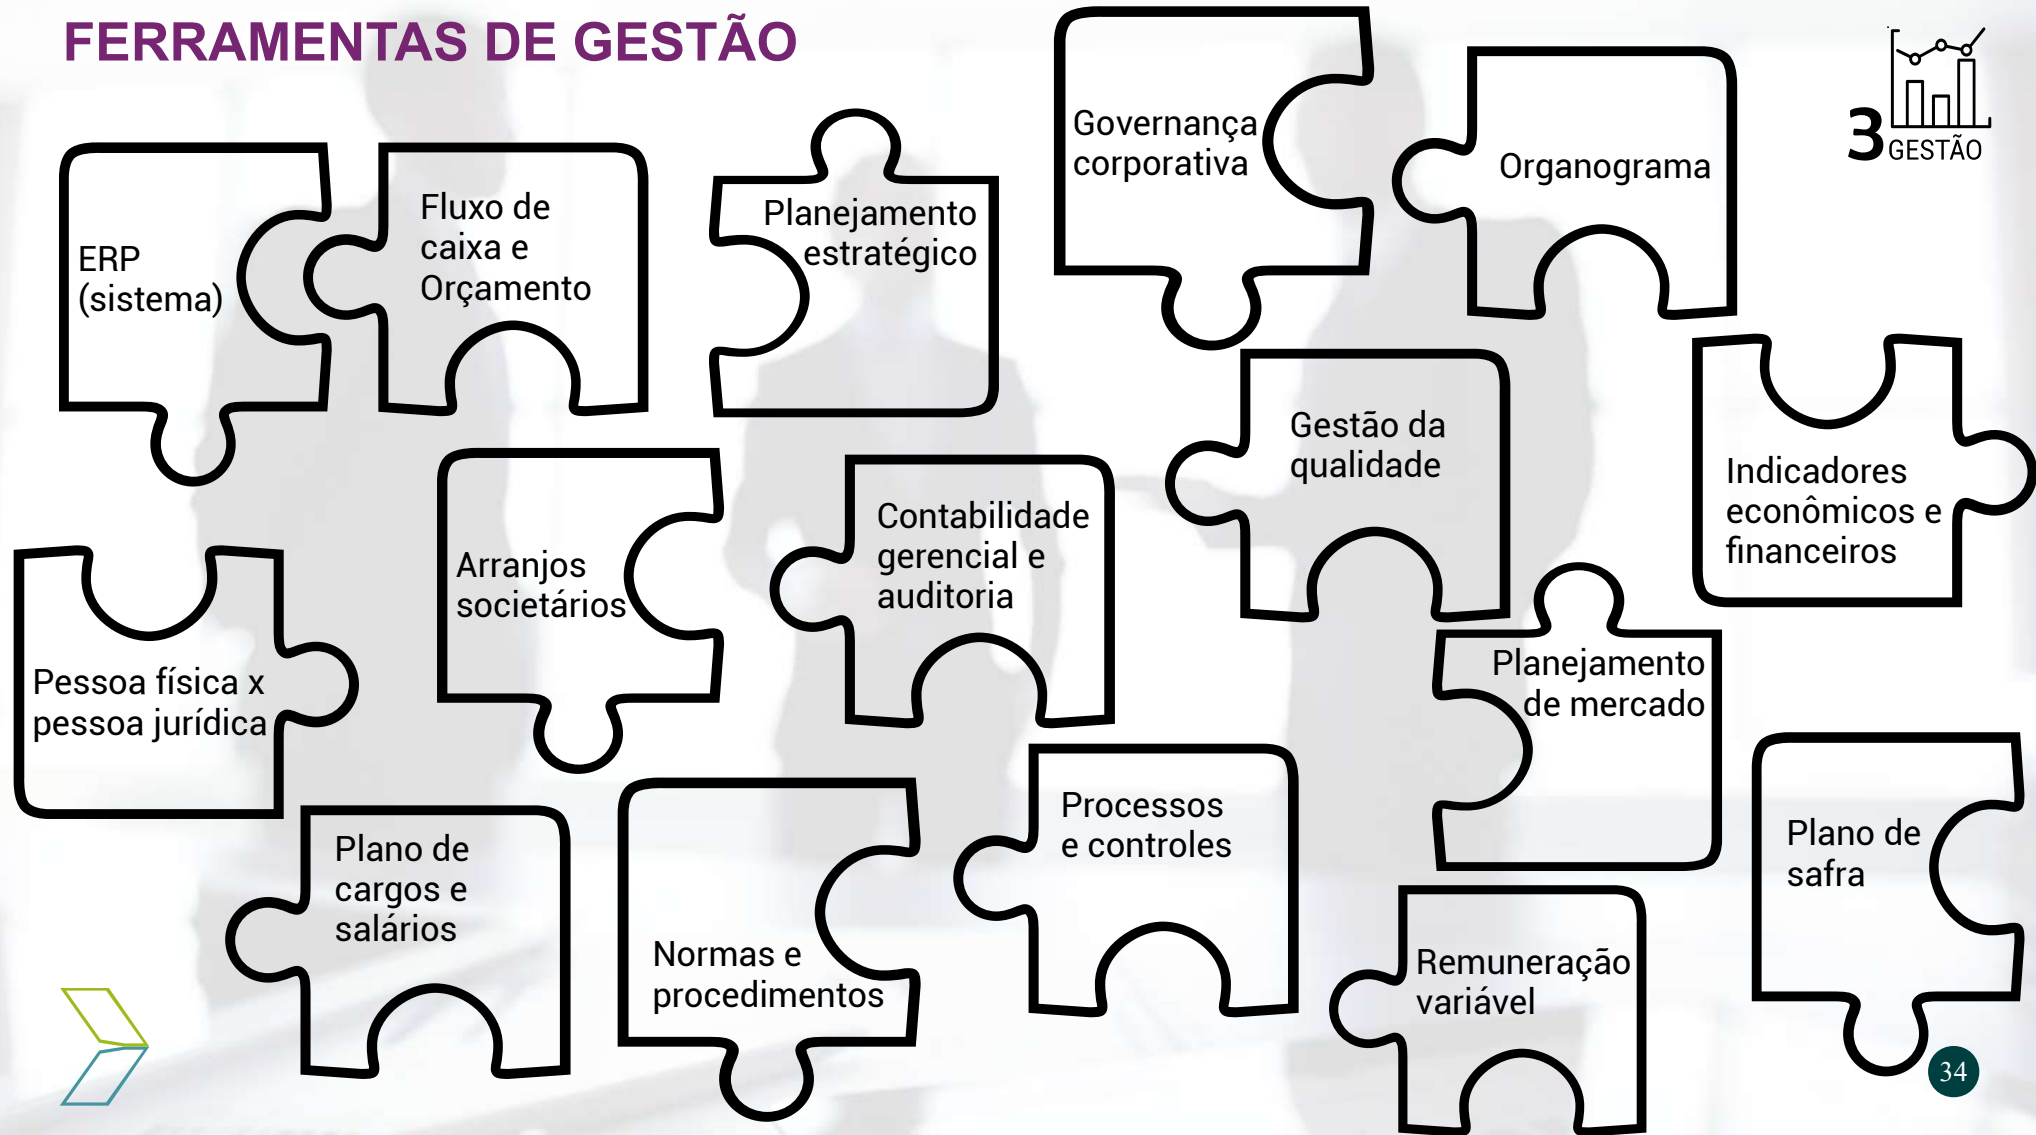 FERRAMENTAS DE GESTÃO
3
GESTÃO
ERP
(sistema)
Fluxo de
caixa e
Orçamento
Planejamento
estratégico
Governança
corporativa
Organograma
Pessoa física x
pessoa jurídica
Arranjos
societários
Contabilidade
gerencial e
auditoria
Gestão da
qualidade
Indicadores
econômicos e
financeiros
Plano de
cargos e
salários
Normas e
procedimentos
Processos
e controles
Planejamento
de mercado
Remuneração
variável
Plano de
safra
34